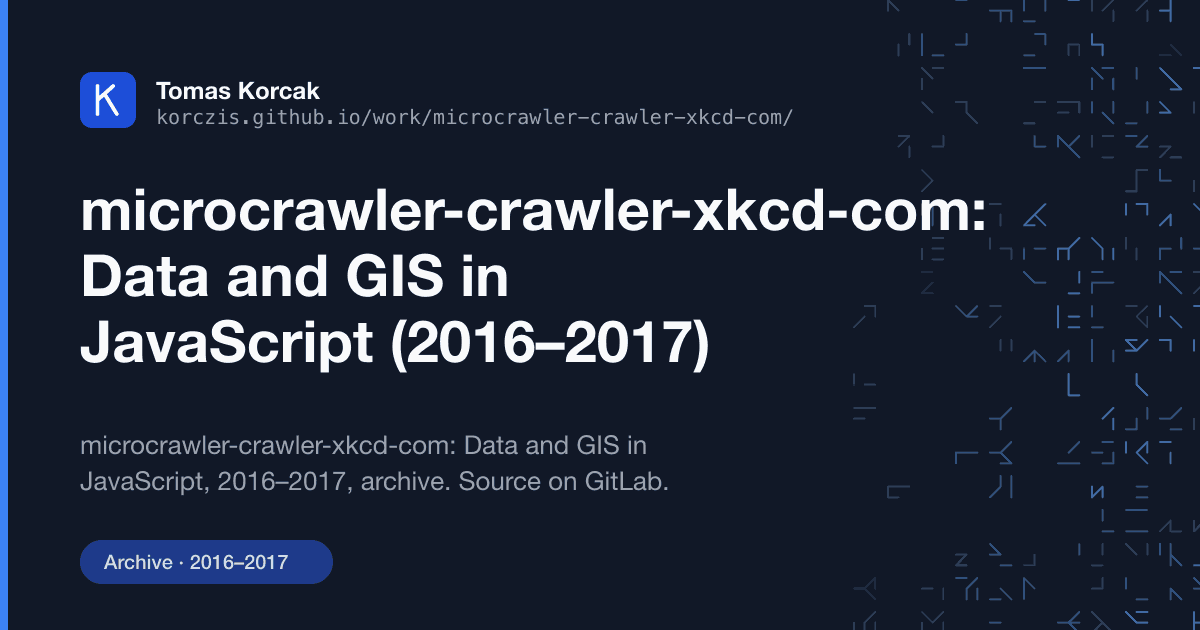 K
Tomas Korcak
korczis.github.io/work/microcrawler-crawler-xkcd-com/
microcrawler-crawler-xkcd-com:
Data and GIS in
JavaScript (2016–2017)
microcrawler-crawler-xkcd-com: Data and GIS in
JavaScript, 2016–2017, archive. Source on GitLab.
Archive · 2016–2017